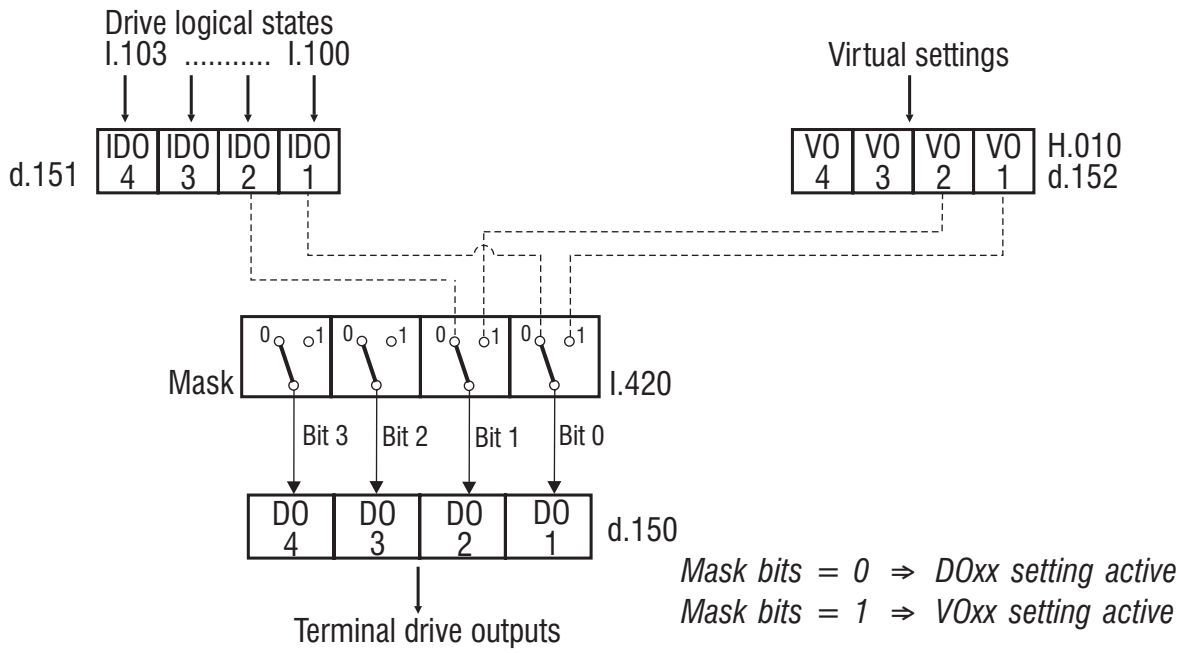 Drive logical states
I.103 ........... I.100
Virtual settings
d.151 IDO 4 IDO 3 IDO 2 IDO 1
VO 4 VO 3 VO 2 VO 1 H.010 d.152
0 1 0 1 0 1 0 1
Mask I.420
Bit 3 Bit 2 Bit 1 Bit 0
DO 4 DO 3 DO 2 DO 1 d.150
Mask bits = 0 ⇒ DOxx setting active
Mask bits = 1 ⇒ VOxx setting active
Terminal drive outputs